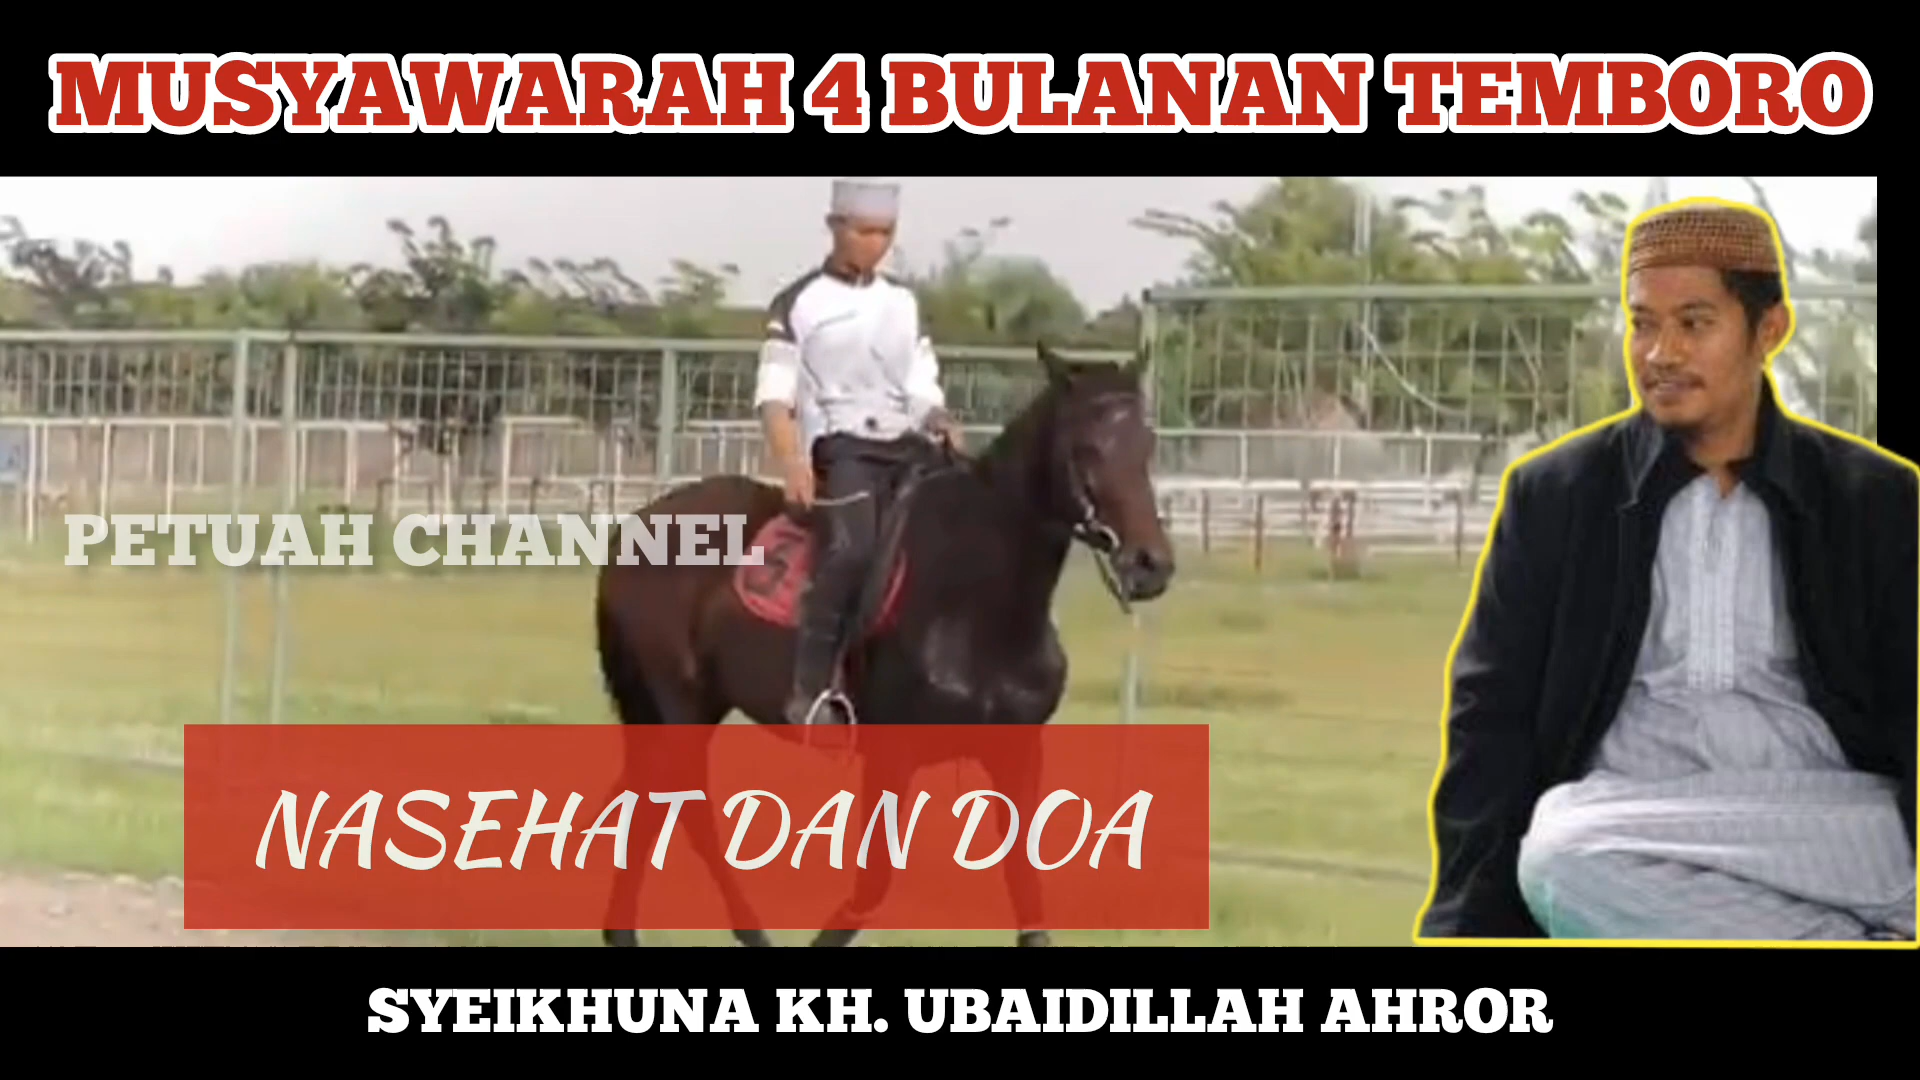 MUSYAWARAH 4 BULANAN TEMBORO
PETUAH CHANNEL
NASEHAT DAN DOA
SYEIKHUNA KH. UBAIDILLAH AHROR